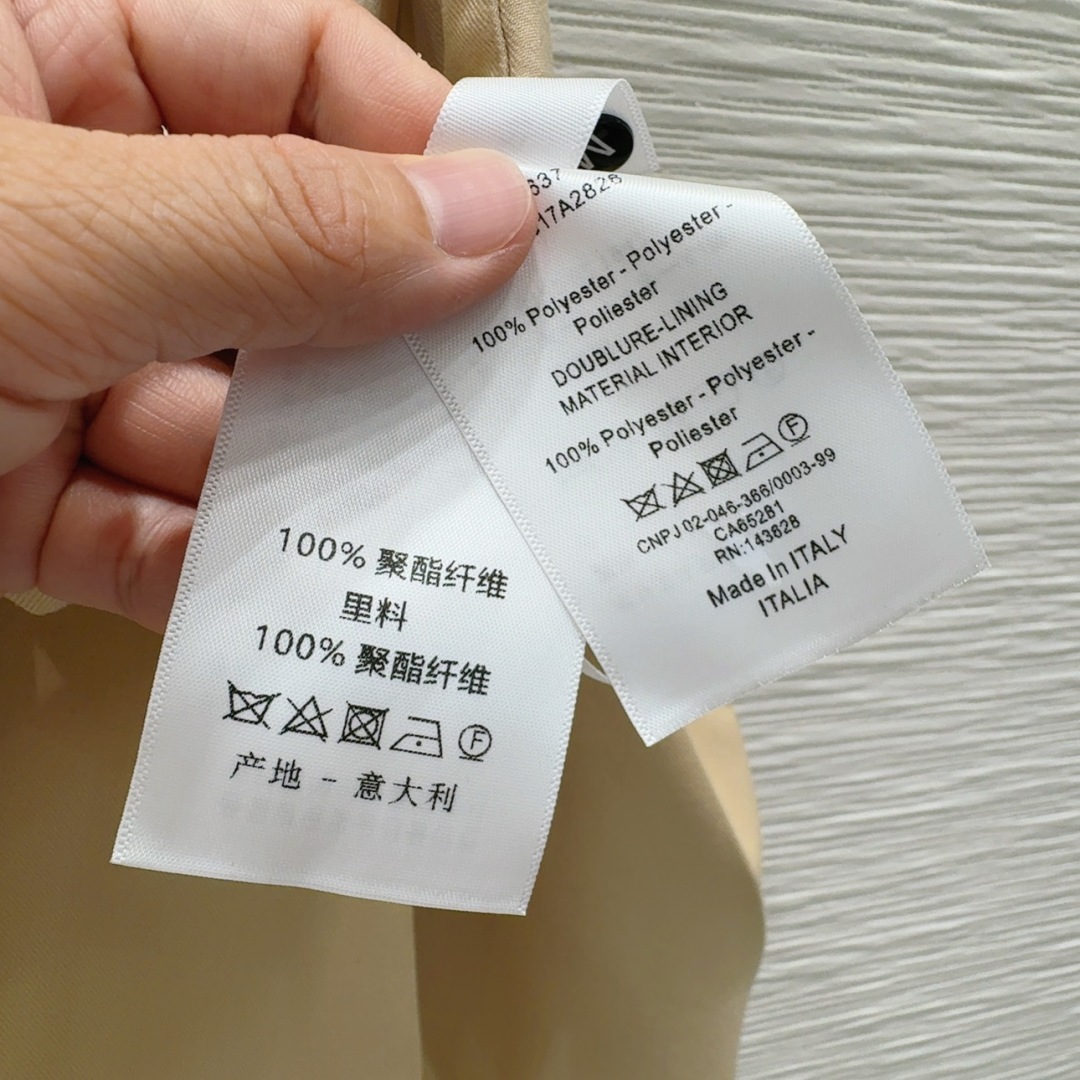 100% 聚酯纤维
里料
100% 聚酯纤维
F
产地 - 意大利
637
17A2828
100% Polyester - Polyester -
Poliester
DOUBLURE-LINING
MATERIAL INTERIOR
100% Polyester - Polyester -
Poliester
F
CNPJ 02-046-366/0003-99
CA65281
RN:143828
Made In ITALY
ITALIA